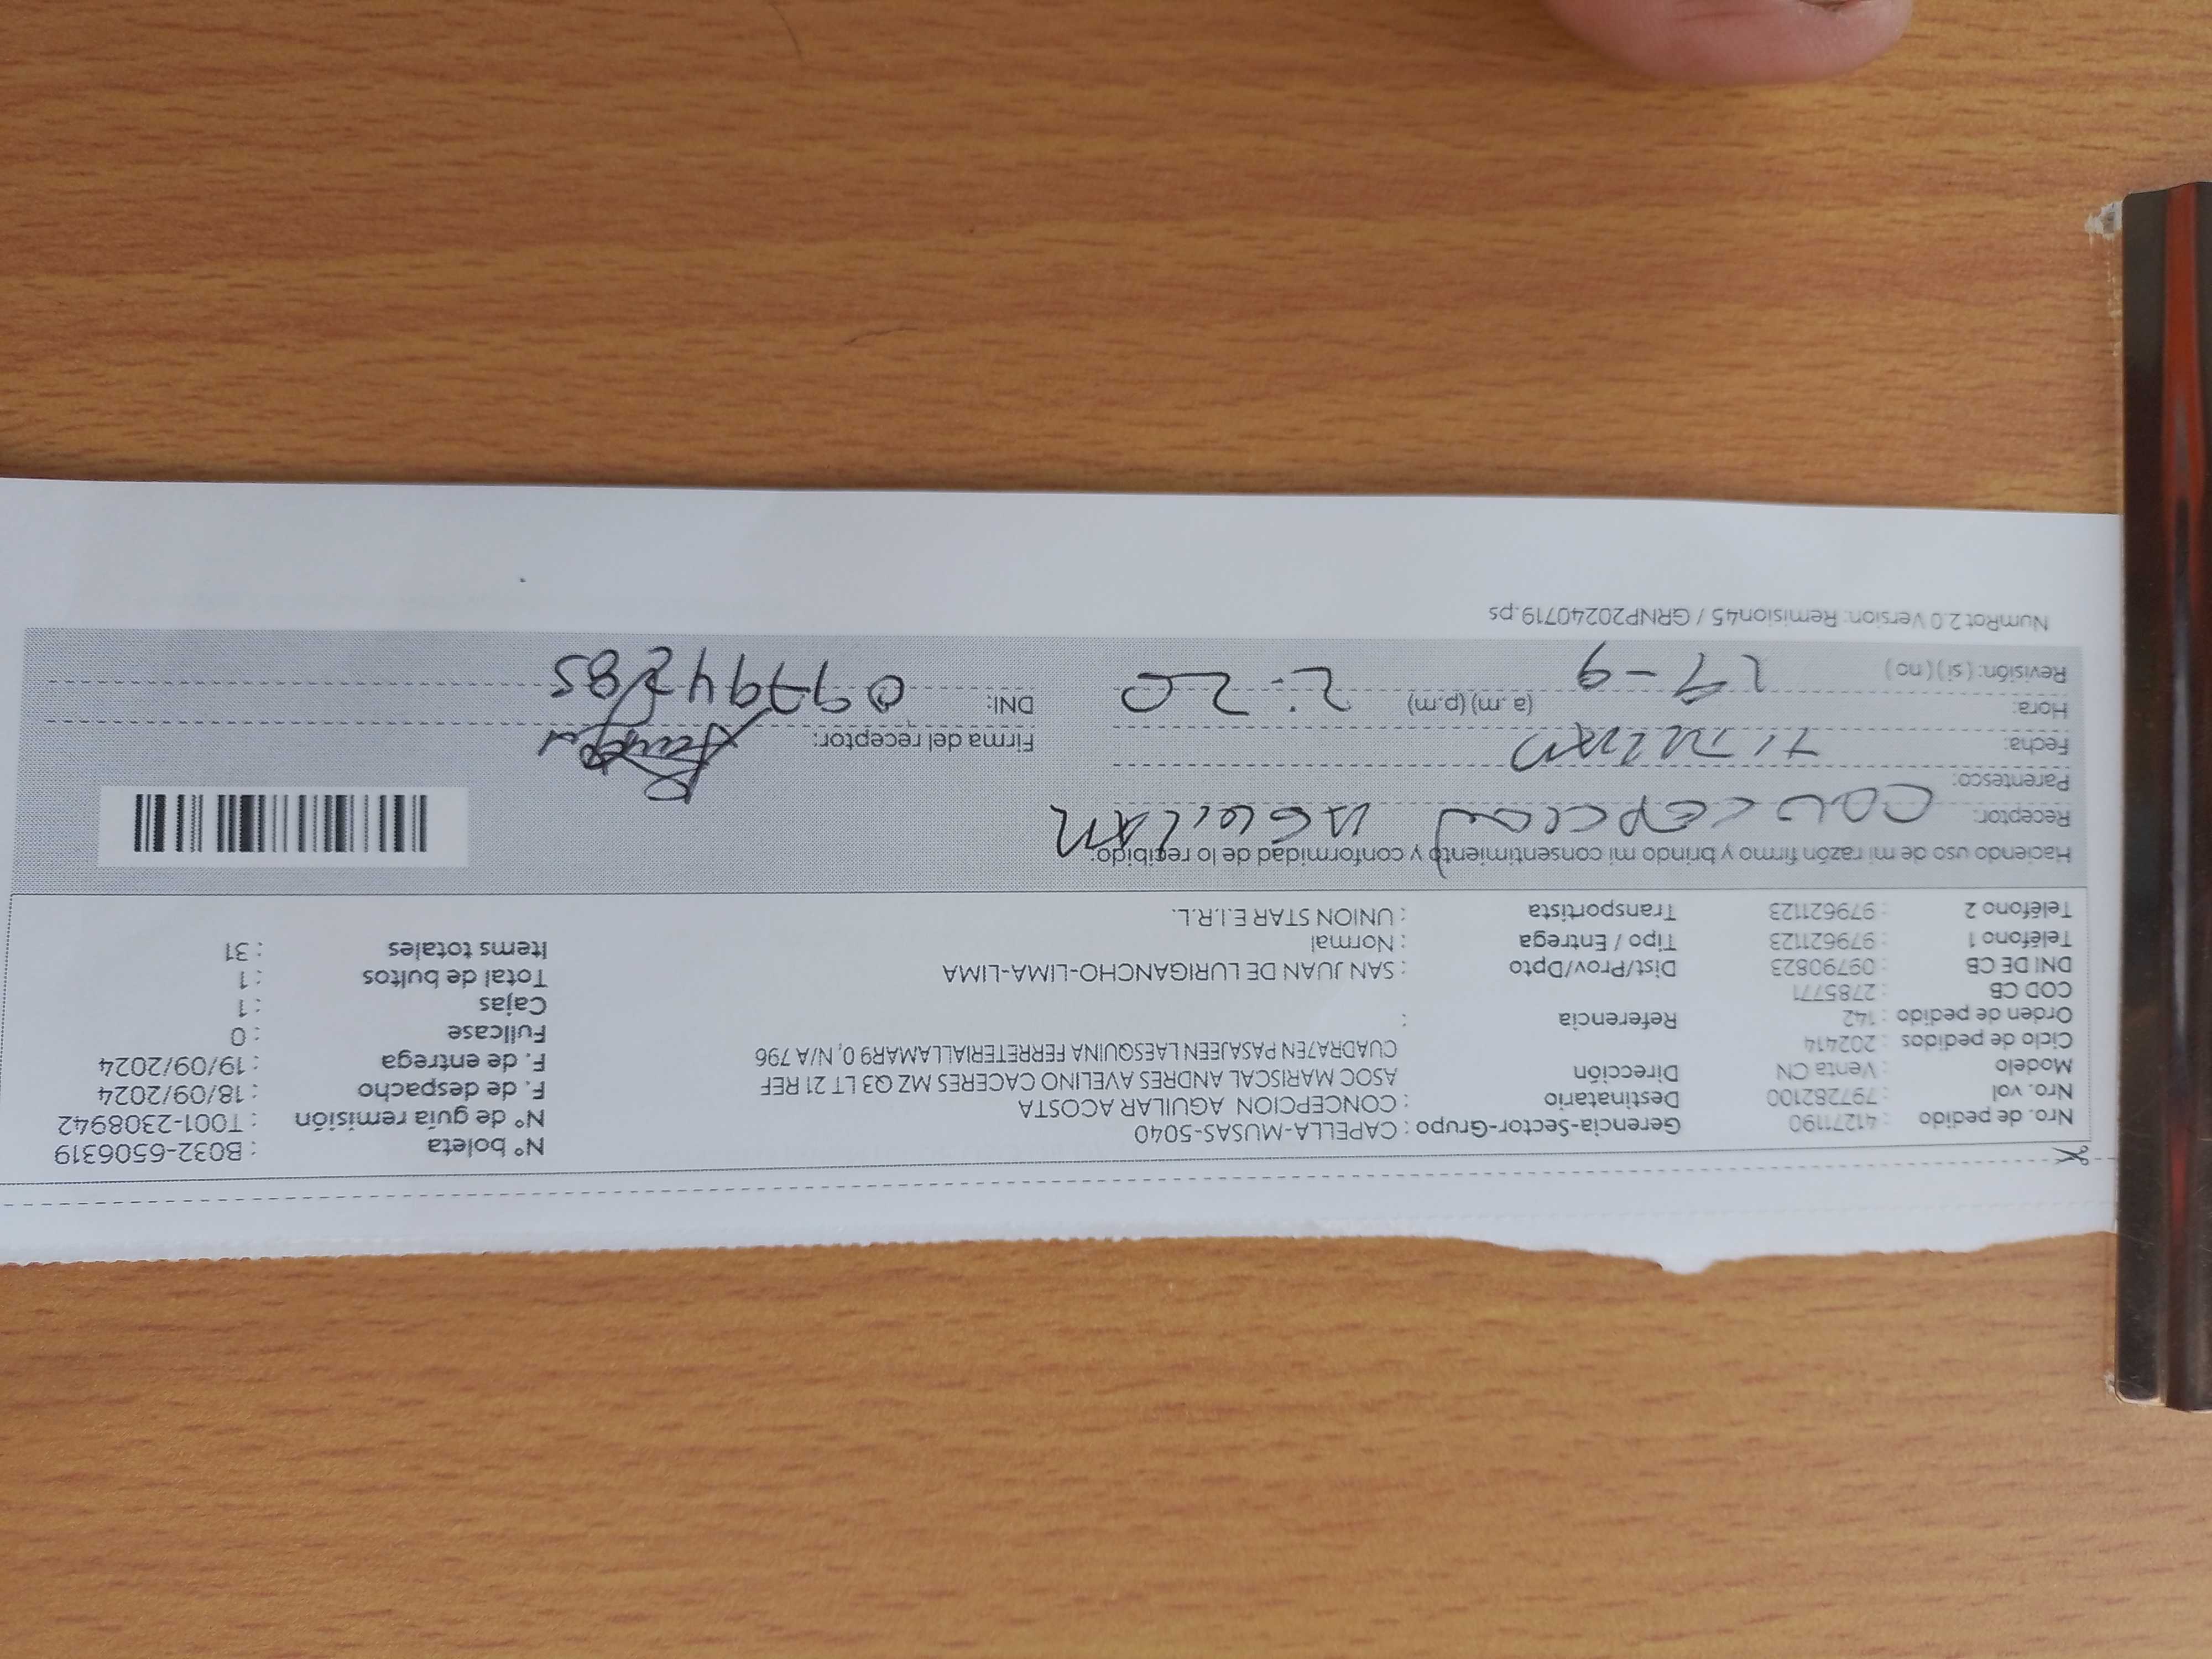 Nro. de pedido : 41271190 Gerencia-Sector-Grupo : CAPELLA-MUSAS-5040 N° boleta : B032-6506319
Nro. vol : 797282100 Destinatario : CONCEPCION AGUILAR ACOSTA N° de guía remisión : T001-2308942
Modelo : Venta CN Dirección ASOC MARISCAL ANDRES AVELINO CACERES MZ Q3 LT 21 REF F. de despacho : 18/09/2024
Ciclo de pedidos : 202414 CUADRA7EN PASAJEEN LAESQUINA FERRETERIALLAMAR9 0, N/A 796 F. de entrega : 19/09/2024
Orden de pedido : 142 Referencia : Fullcase : 0
COD CB : 2785771 Cajas : 1
DNI DE CB : 09790823 Dist/Prov/Dpto : SAN JUAN DE LURIGANCHO-LIMA-LIMA Total de bultos : 1
Teléfono 1 : 979621123 Tipo / Entrega : Normal Items totales : 31
Teléfono 2 : 979621123 Transportista : UNION STAR E.I.R.L.
Haciendo uso de mi razón firmo y brindo mi consentimiento y conformidad de lo recibido:
Receptor: CONCEPCION AGUILAR
Parentesco: TITULAR
Fecha: 19-9 Firma del receptor:
Hora: (a.m) (p.m) 2:20 DNI: 09794285
Revisión: ( si ) ( no )
NumRot 2.0 Version: Remision45 / GRNP20240719.ps